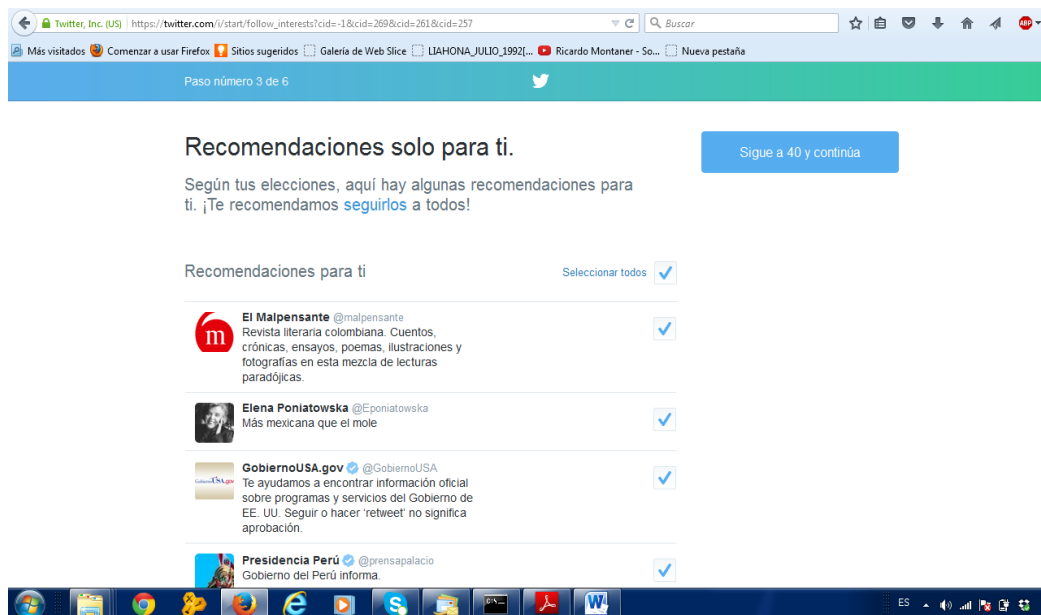 Twitter, Inc. (US) https://twitter.com/i/start/follow_interests?cid=-1&cid=269&cid=261&cid=257 Buscar ABP
Más visitados Comenzar a usar Firefox Sitios sugeridos Galería de Web Slice LIAHONA_JULIO_1992[... Ricardo Montaner - So... Nueva pestaña
Paso número 3 de 6
Recomendaciones solo para ti.
Sigue a 40 y continúa
Según tus elecciones, aquí hay algunas recomendaciones para
ti. ¡Te recomendamos seguirlos a todos!
Recomendaciones para ti Seleccionar todos
m
El Malpensante @malpensante
Revista literaria colombiana. Cuentos,
crónicas, ensayos, poemas, ilustraciones y
fotografías en esta mezcla de lecturas
paradójicas.
Elena Poniatowska @Eponiatowska
Más mexicana que el mole
GobiernoUSA.gov @GobiernoUSA
GobiernoUSA.gov
Te ayudamos a encontrar información oficial
sobre programas y servicios del Gobierno de
EE. UU. Seguir o hacer 'retweet' no significa
aprobación.
Presidencia Perú @prensapalacio
Gobierno del Perú informa.
ES